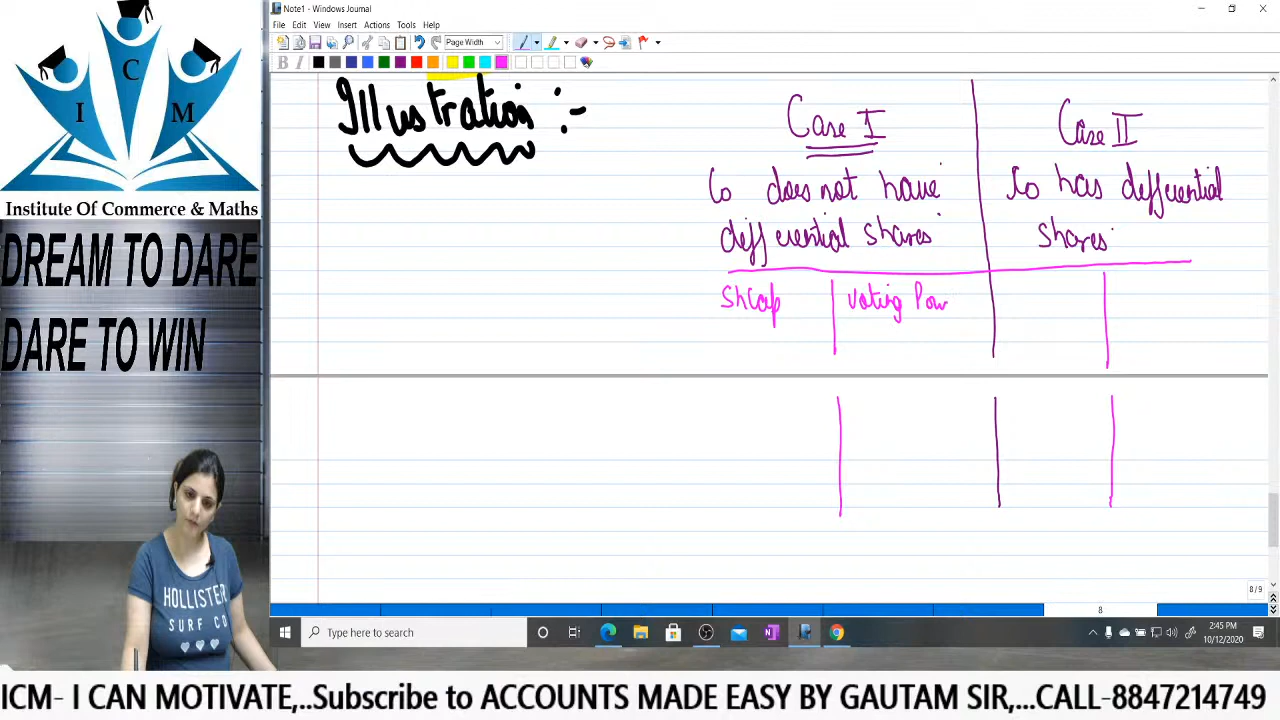 Note1 - Windows Journal
File Edit View Insert Actions Tools Help
Page Width
B I
I C M
Institute Of Commerce & Maths
DREAM TO DARE
DARE TO WIN
Illustration :-
Case I
Co does not have
differential shares
Case II
Co has differential
shares
Sh Cap
Voting Pow
HOLLISTER
SURF CO
8/9
8
Type here to search
2:45 PM
10/12/2020
ICM- I CAN MOTIVATE,..Subscribe to ACCOUNTS MADE EASY BY GAUTAM SIR,...CALL-8847214749